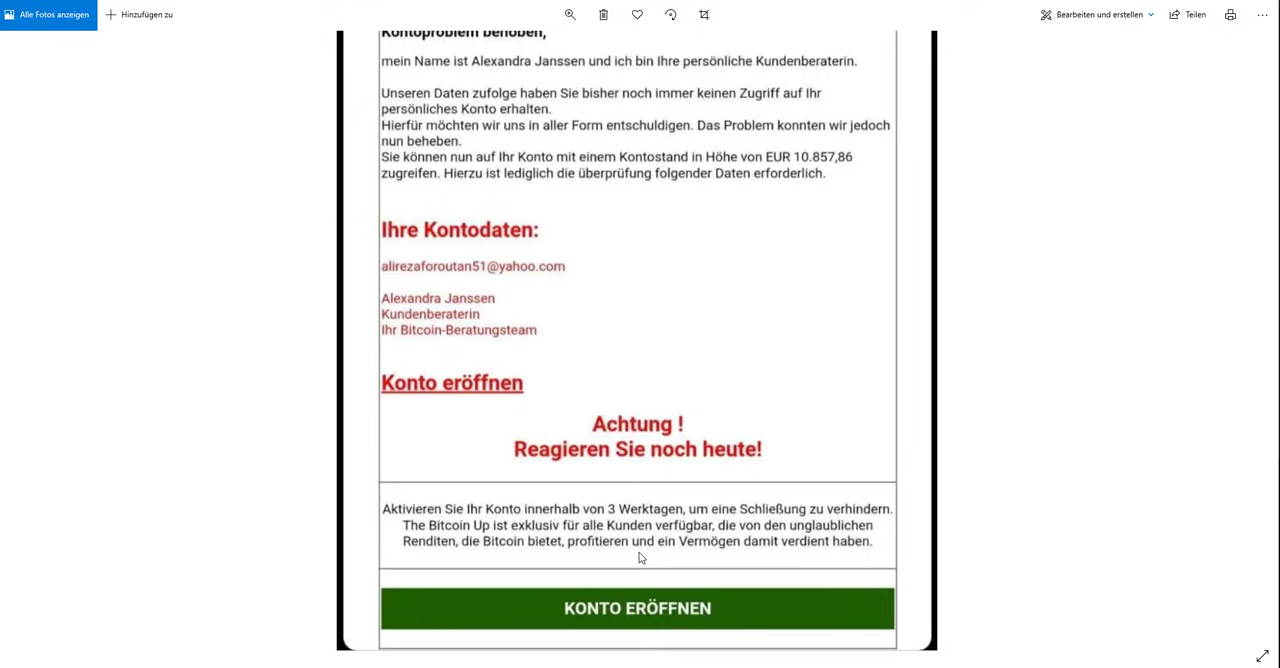 Alle Fotos anzeigen
Hinzufügen zu
Bearbeiten und erstellen
Teilen
Kontoproblem behoben,
mein Name ist Alexandra Janssen und ich bin Ihre persönliche Kundenberaterin.
Unseren Daten zufolge haben Sie bisher noch immer keinen Zugriff auf Ihr
persönliches Konto erhalten.
Hierfür möchten wir uns in aller Form entschuldigen. Das Problem konnten wir jedoch
nun beheben.
Sie können nun auf Ihr Konto mit einem Kontostand in Höhe von EUR 10.857,86
zugreifen. Hierzu ist lediglich die überprüfung folgender Daten erforderlich.
Ihre Kontodaten:
alirezaforoutan51@yahoo.com
Alexandra Janssen
Kundenberaterin
Ihr Bitcoin-Beratungsteam
Konto eröffnen
Achtung !
Reagieren Sie noch heute!
Aktivieren Sie Ihr Konto innerhalb von 3 Werktagen, um eine Schließung zu verhindern.
The Bitcoin Up ist exklusiv für alle Kunden verfügbar, die von den unglaublichen
Renditen, die Bitcoin bietet, profitieren und ein Vermögen damit verdient haben.
KONTO ERÖFFNEN